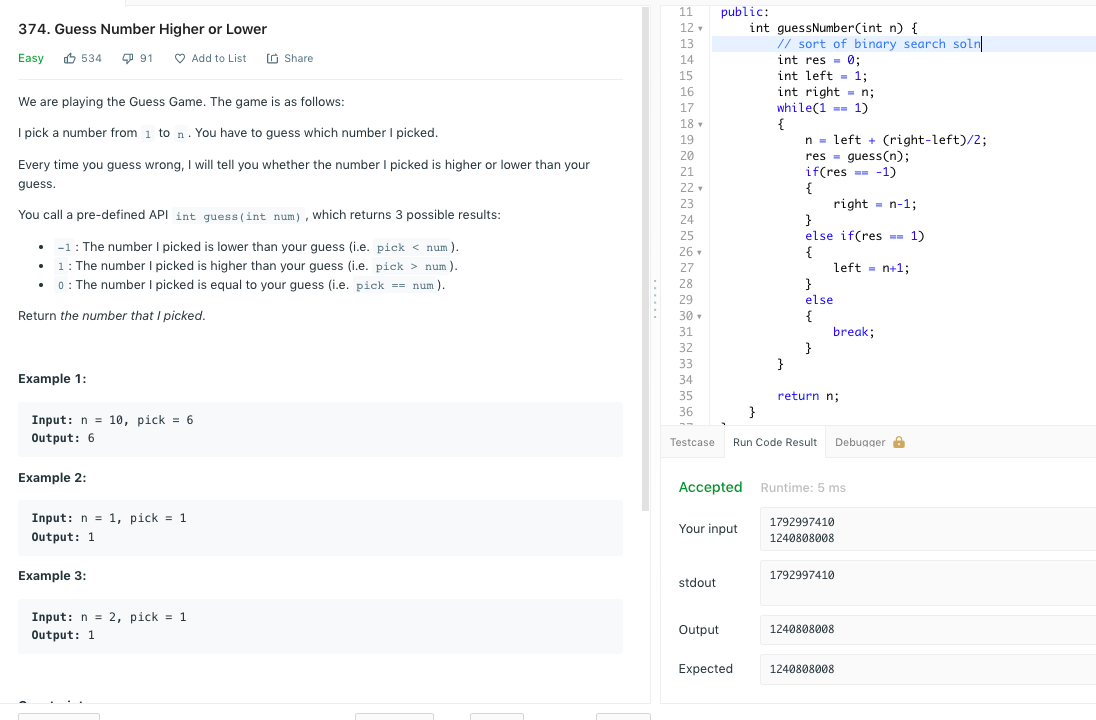 374. Guess Number Higher or Lower
Easy 534 91 Add to List Share
We are playing the Guess Game. The game is as follows:
I pick a number from 1 to n. You have to guess which number I picked.
Every time you guess wrong, I will tell you whether the number I picked is higher or lower than your
guess.
You call a pre-defined API int guess(int num), which returns 3 possible results:
-1: The number I picked is lower than your guess (i.e. pick < num).
1: The number I picked is higher than your guess (i.e. pick > num).
0: The number I picked is equal to your guess (i.e. pick == num).
Return the number that I picked.
Example 1:
Input: n = 10, pick = 6
Output: 6
Example 2:
Input: n = 1, pick = 1
Output: 1
Example 3:
Input: n = 2, pick = 1
Output: 1
11 public:
12 int guessNumber(int n) {
13 // sort of binary search soln
14 int res = 0;
15 int left = 1;
16 int right = n;
17 while(1 == 1)
18 {
19 n = left + (right-left)/2;
20 res = guess(n);
21 if(res == -1)
22 {
23 right = n-1;
24 }
25 else if(res == 1)
26 {
27 left = n+1;
28 }
29 else
30 {
31 break;
32 }
33 }
34
35 return n;
36 }
Testcase Run Code Result Debugger
Accepted Runtime: 5 ms
Your input
1792997410
1240808008
stdout
1792997410
Output
1240808008
Expected
1240808008